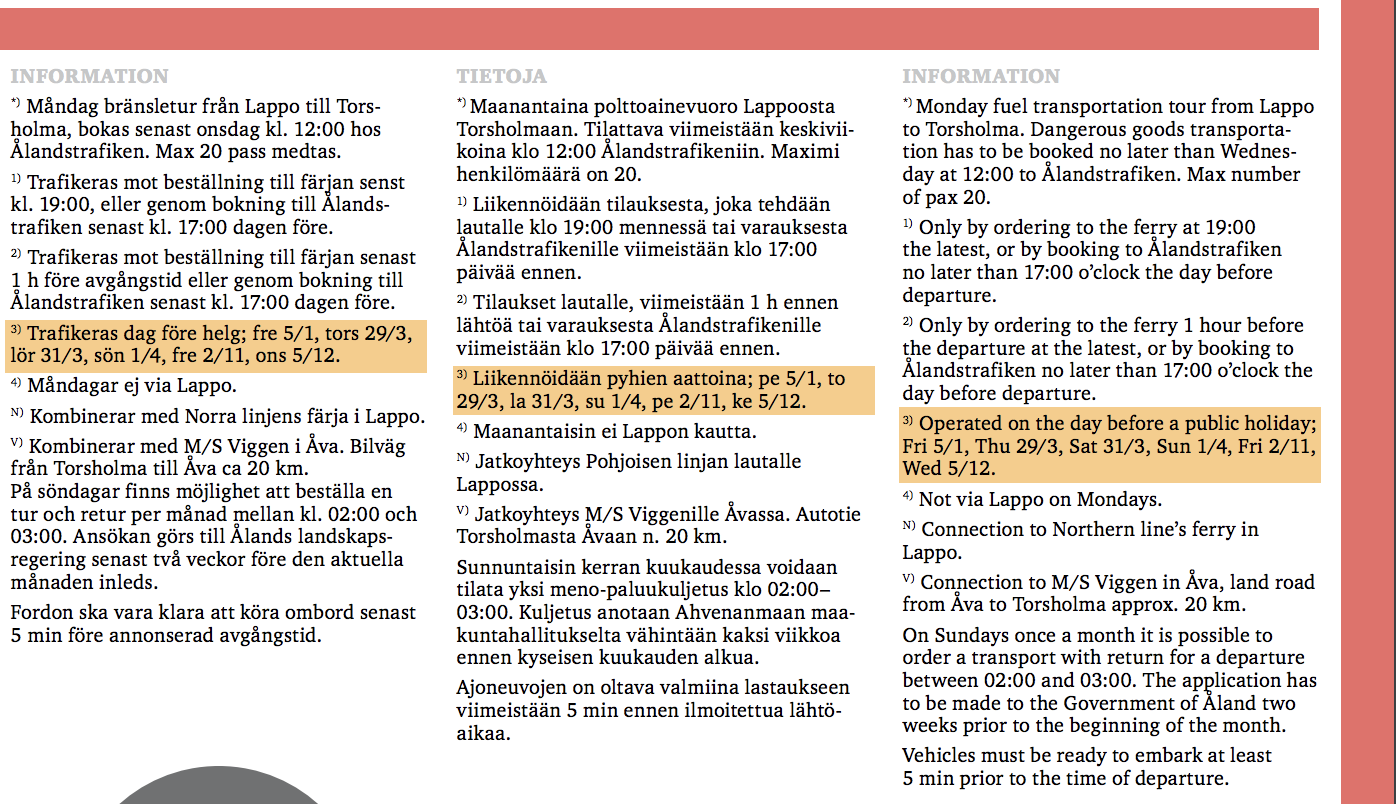 INFORMATION
*) Måndag bränsletur från Lappo till Tors-
holma, bokas senast onsdag kl. 12:00 hos
Ålandstrafiken. Max 20 pass medtas.
1) Trafikeras mot beställning till färjan senst
kl. 19:00, eller genom bokning till Ålands-
trafiken senast kl. 17:00 dagen före.
2) Trafikeras mot beställning till färjan senast
1 h före avgångstid eller genom bokning till
Ålandstrafiken senast kl. 17:00 dagen före.
3) Trafikeras dag före helg; fre 5/1, tors 29/3,
lör 31/3, sön 1/4, fre 2/11, ons 5/12.
4) Måndagar ej via Lappo.
N) Kombinerar med Norra linjens färja i Lappo.
V) Kombinerar med M/S Viggen i Åva. Bilväg
från Torsholma till Åva ca 20 km.
På söndagar finns möjlighet att beställa en
tur och retur per månad mellan kl. 02:00 och
03:00. Ansökan görs till Ålands landskaps-
regering senast två veckor före den aktuella
månaden inleds.
Fordon ska vara klara att köra ombord senast
5 min före annonserad avgångstid.
TIETOJA
*) Maanantaina polttoainevuoro Lappoosta
Torsholmaan. Tilattava viimeistään keskivii-
koina klo 12:00 Ålandstrafikeniin. Maximi
henkilömäärä on 20.
1) Liikennöidään tilauksesta, joka tehdään
lautalle klo 19:00 mennessä tai varauksesta
Ålandstrafikenille viimeistään klo 17:00
päivää ennen.
2) Tilaukset lautalle, viimeistään 1 h ennen
lähtöä tai varauksesta Ålandstrafikenille
viimeistään klo 17:00 päivää ennen.
3) Liikennöidään pyhien aattoina; pe 5/1, to
29/3, la 31/3, su 1/4, pe 2/11, ke 5/12.
4) Maanantaisin ei Lappon kautta.
N) Jatkoyhteys Pohjoisen linjan lautalle
Lappossa.
V) Jatkoyhteys M/S Viggenille Åvassa. Autotie
Torsholmasta Åvaan n. 20 km.
Sunnuntaisin kerran kuukaudessa voidaan
tilata yksi meno-paluukuljetus klo 02:00–
03:00. Kuljetus anotaan Ahvenanmaan maa-
kuntahallitukselta vähintään kaksi viikkoa
ennen kyseisen kuukauden alkua.
Ajoneuvojen on oltava valmiina lastaukseen
viimeistään 5 min ennen ilmoitettua lähtö-
aikaa.
INFORMATION
*) Monday fuel transportation tour from Lappo
to Torsholma. Dangerous goods transporta-
tion has to be booked no later than Wednes-
day at 12:00 to Ålandstrafiken. Max number
of pax 20.
1) Only by ordering to the ferry at 19:00
the latest, or by booking to Ålandstrafiken
no later than 17:00 o’clock the day before
departure.
2) Only by ordering to the ferry 1 hour before
the departure at the latest, or by booking to
Ålandstrafiken no later than 17:00 o’clock the
day before departure.
3) Operated on the day before a public holiday;
Fri 5/1, Thu 29/3, Sat 31/3, Sun 1/4, Fri 2/11,
Wed 5/12.
4) Not via Lappo on Mondays.
N) Connection to Northern line’s ferry in
Lappo.
V) Connection to M/S Viggen in Åva, land road
from Åva to Torsholma approx. 20 km.
On Sundays once a month it is possible to
order a transport with return for a departure
between 02:00 and 03:00. The application has
to be made to the Government of Åland two
weeks prior to the beginning of the month.
Vehicles must be ready to embark at least
5 min prior to the time of departure.